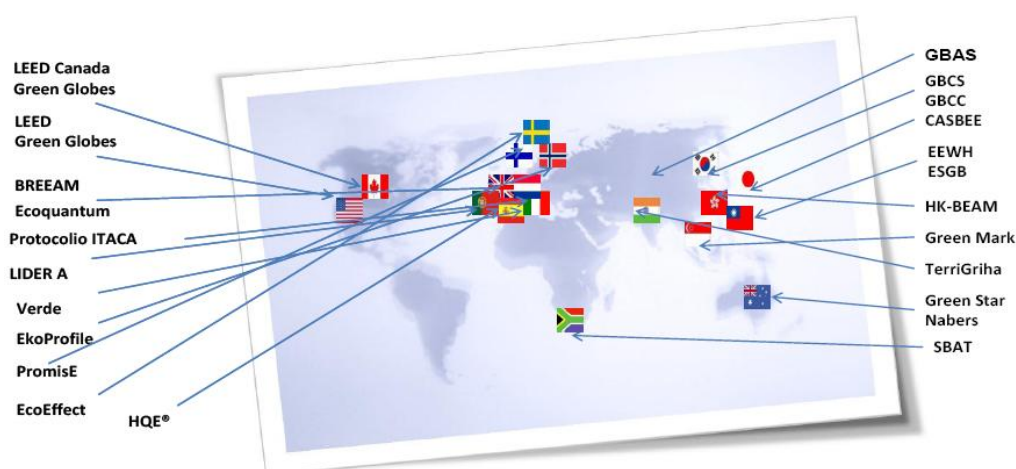 LEED Canada
Green Globes
LEED
Green Globes
BREEAM
Ecoquantum
Protocolio ITACA
LIDER A
Verde
EkoProfile
PromisE
EcoEffect
HQE®
GBAS
GBCS
GBCC
CASBEE
EEWH
ESGB
HK-BEAM
Green Mark
TerriGriha
Green Star
Nabers
SBAT